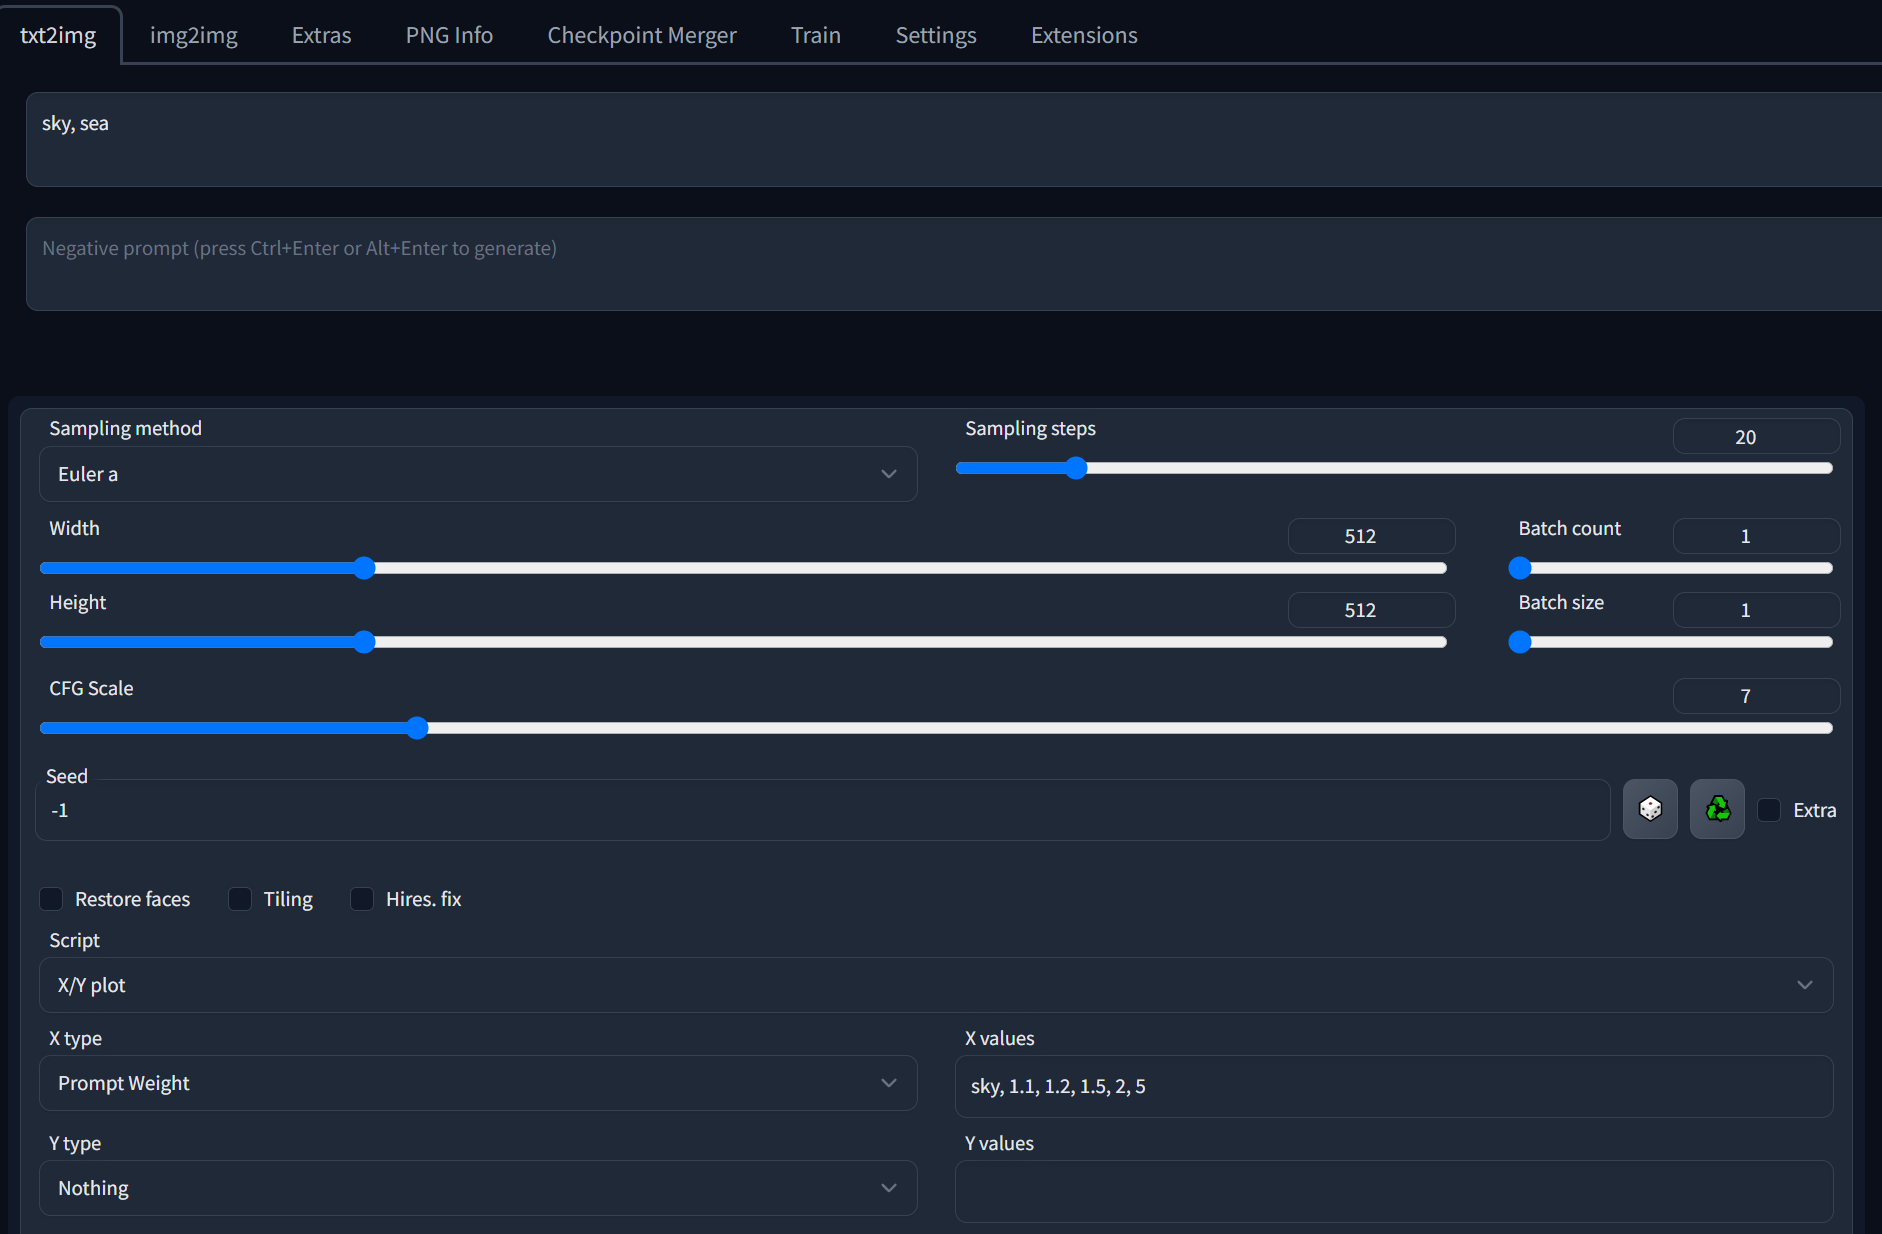 txt2img img2img Extras PNG Info Checkpoint Merger Train Settings Extensions
sky, sea
Negative prompt (press Ctrl+Enter or Alt+Enter to generate)
Sampling method
Euler a
Sampling steps
20
Width
512
Batch count
1
Height
512
Batch size
1
CFG Scale
7
Seed
-1
Extra
Restore faces Tiling Hires. fix
Script
X/Y plot
X type
Prompt Weight
X values
sky, 1.1, 1.2, 1.5, 2, 5
Y type
Nothing
Y values